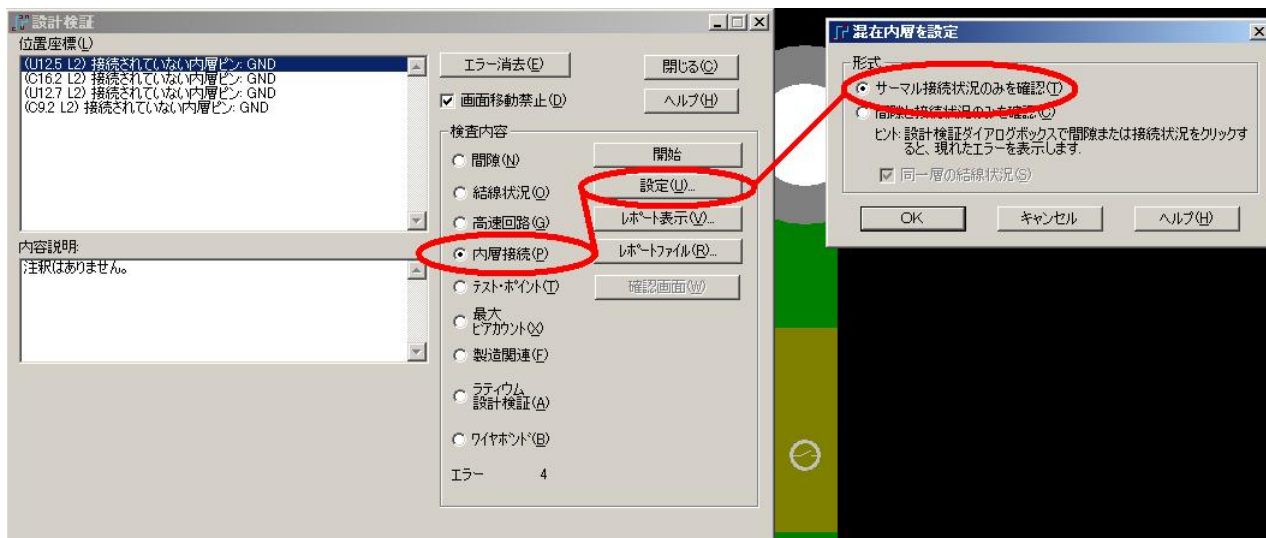 設計検証
位置座標(L)
(U12.5 L2) 接続されていない内層ピン: GND
(C16.2 L2) 接続されていない内層ピン: GND
(U12.7 L2) 接続されていない内層ピン: GND
(C9.2 L2) 接続されていない内層ピン: GND
内容説明:
注釈はありません。
エラー消去(E)
閉じる(C)
画面移動禁止(D)
ヘルプ(H)
検査内容
間隙(N)
開始
結線状況(O)
設定(U)...
高速回路(G)
レポート表示(V)...
内層接続(P)
レポートファイル(R)...
テスト・ポイント(T)
確認画面(W)
最大
ビアカウント(X)
製造関連(F)
ラティウム
設計検証(A)
ワイヤボンド(B)
エラー 4
混在内層を設定
形式
サーマル接続状況のみを確認(T)
間隙と接続状況のみを確認(C)
ヒント: 設計検証ダイアログボックスで間隙または接続状況をクリックす
ると、現れたエラーを表示します.
同一層の結線状況(S)
OK
キャンセル
ヘルプ(H)